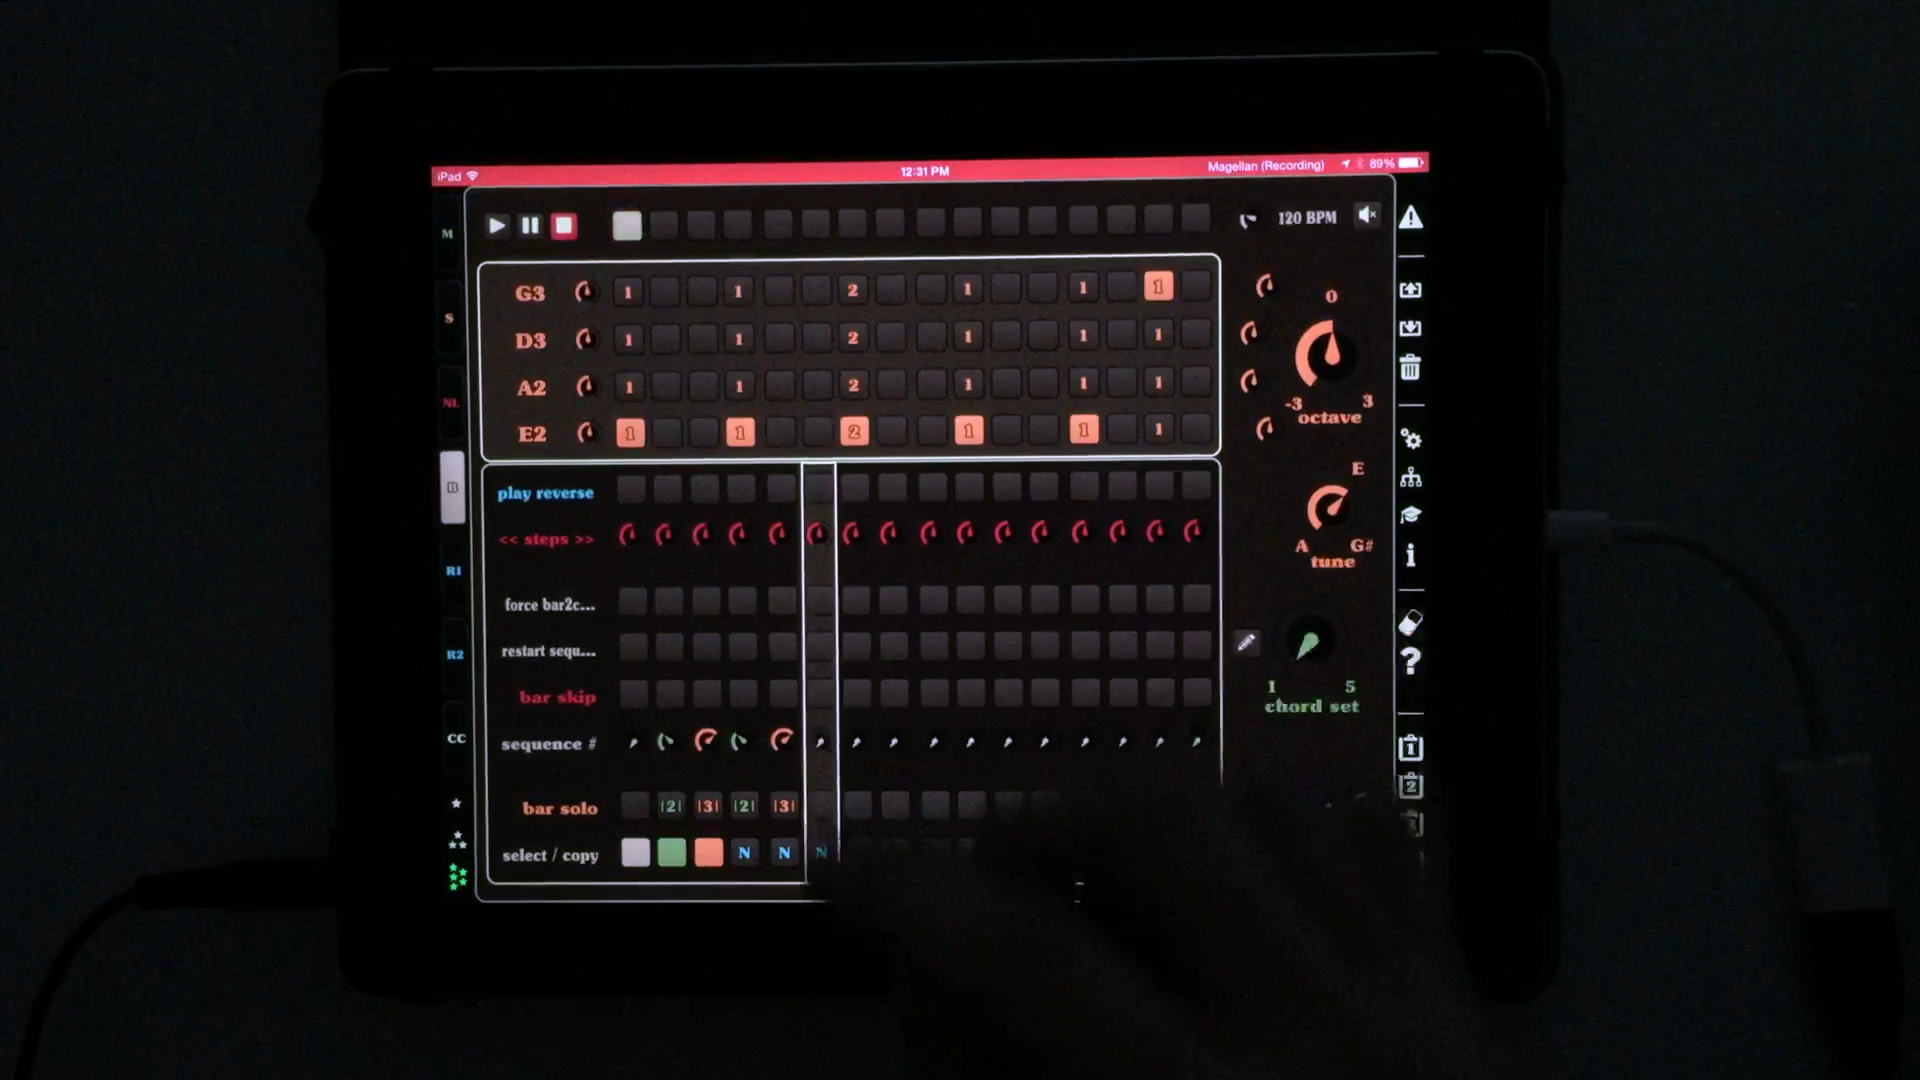 iPad 12:31 PM Magellan (Recording) 89%
M 120 BPM
G3 1 1 2 1 1 1
0
S
D3 1 1 2 1 1 1
A2 1 1 2 1 1 1
NL -3 3
octave
E2 1 1 2 1 1 1
E
B play reverse
<< steps >>
A G#
tune
R1
force bar2c...
R2 restart sequ...
1 5
bar skip chord set
CC sequence # 1
2
bar solo |2| |3| |2| |3|
select / copy N N N